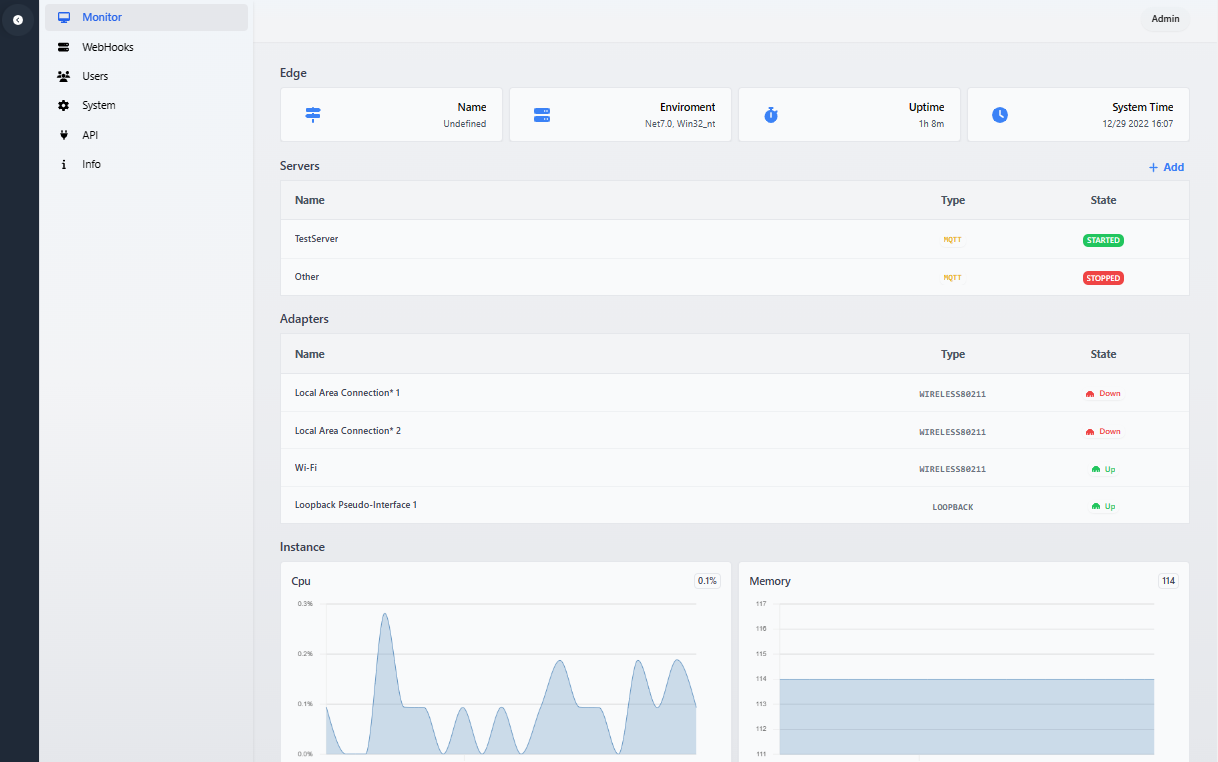 Monitor
WebHooks
Users
System
API
Info
Admin
Edge
Name
Undefined
Enviroment
Net7.0, Win32_nt
Uptime
1h 8m
System Time
12/29 2022 16:07
Servers
+ Add
Name Type State
TestServer MQTT STARTED
Other MQTT STOPPED
Adapters
Name Type State
Local Area Connection* 1 WIRELESS80211 Down
Local Area Connection* 2 WIRELESS80211 Down
Wi-Fi WIRELESS80211 Up
Loopback Pseudo-Interface 1 LOOPBACK Up
Instance
Cpu 0.1%
0.3%
0.2%
0.1%
0.0%
Memory 114
117
116
115
114
113
112
111